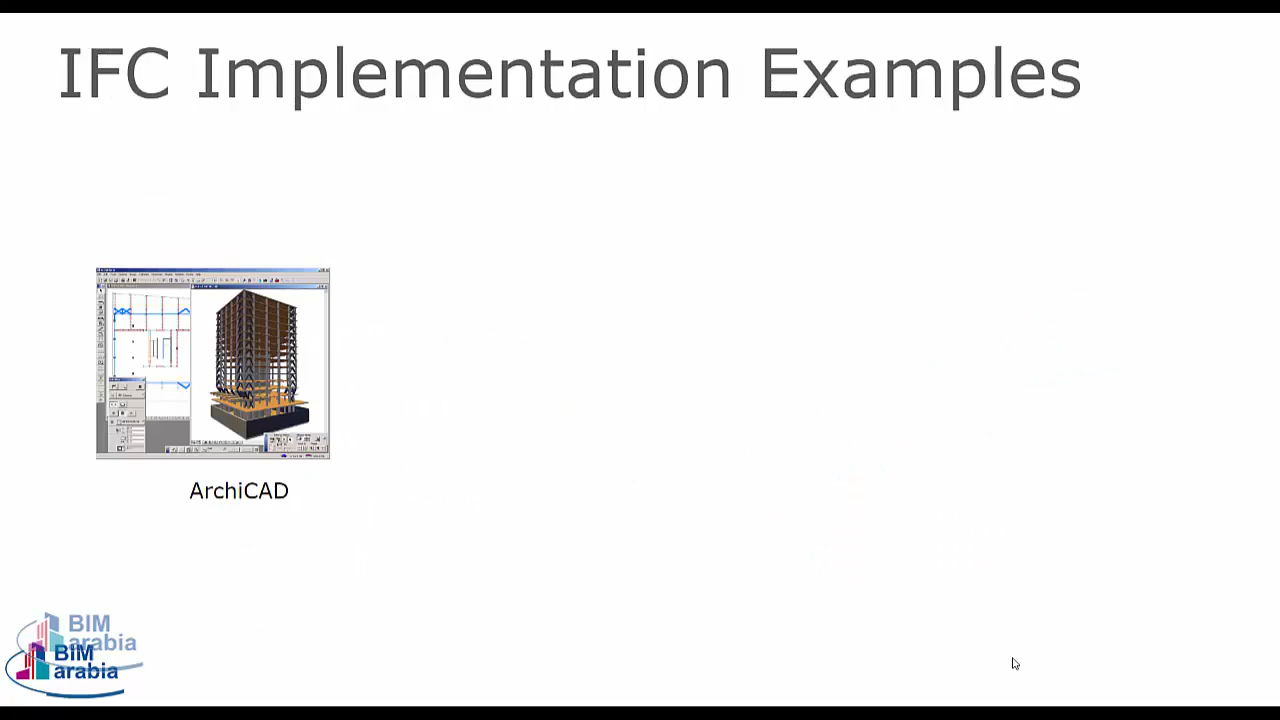 IFC Implementation Examples
ArchiCAD
BIM
arabia
BIM
arabia